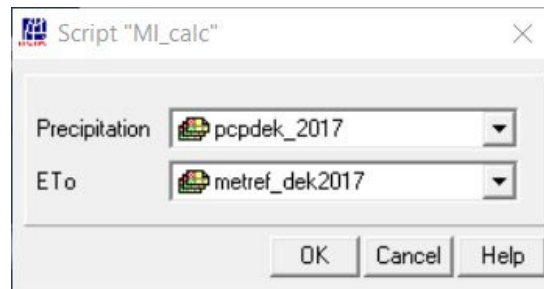 Script "MI_calc"
Precipitation pcpdek_2017
ETo metref_dek2017
OK Cancel Help